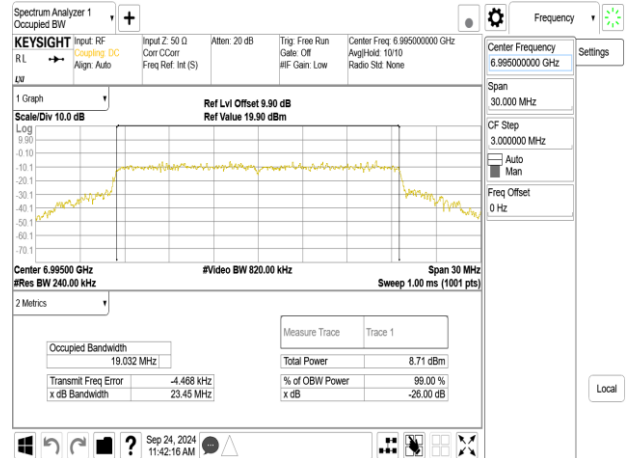 Spectrum Analyzer 1
Occupied BW
+
Frequency
KEYSIGHT
Input: RF
Input Z: 50 Ω
Atten: 20 dB
Trig: Free Run
Center Freq: 6.995000000 GHz
RL
Coupling: DC
Corr CCorr
Gate: Off
Avg|Hold: 10/10
Align: Auto
Freq Ref: Int (S)
#IF Gain: Low
Radio Std: None
Center Frequency
6.995000000 GHz
Settings
Span
30.000 MHz
CF Step
3.000000 MHz
Auto
Man
Freq Offset
0 Hz
Local
1 Graph
Ref Lvl Offset 9.90 dB
Scale/Div 10.0 dB
Ref Value 19.90 dBm
Log
9.90
-0.10
-10.1
-20.1
-30.1
-40.1
-50.1
-60.1
-70.1
Center 6.99500 GHz
#Video BW 820.00 kHz
Span 30 MHz
#Res BW 240.00 kHz
Sweep 1.00 ms (1001 pts)
2 Metrics
Measure Trace
Trace 1
Occupied Bandwidth
19.032 MHz
Total Power
8.71 dBm
Transmit Freq Error
-4.468 kHz
% of OBW Power
99.00 %
x dB Bandwidth
23.45 MHz
x dB
-26.00 dB
?
Sep 24, 2024
11:42:16 AM